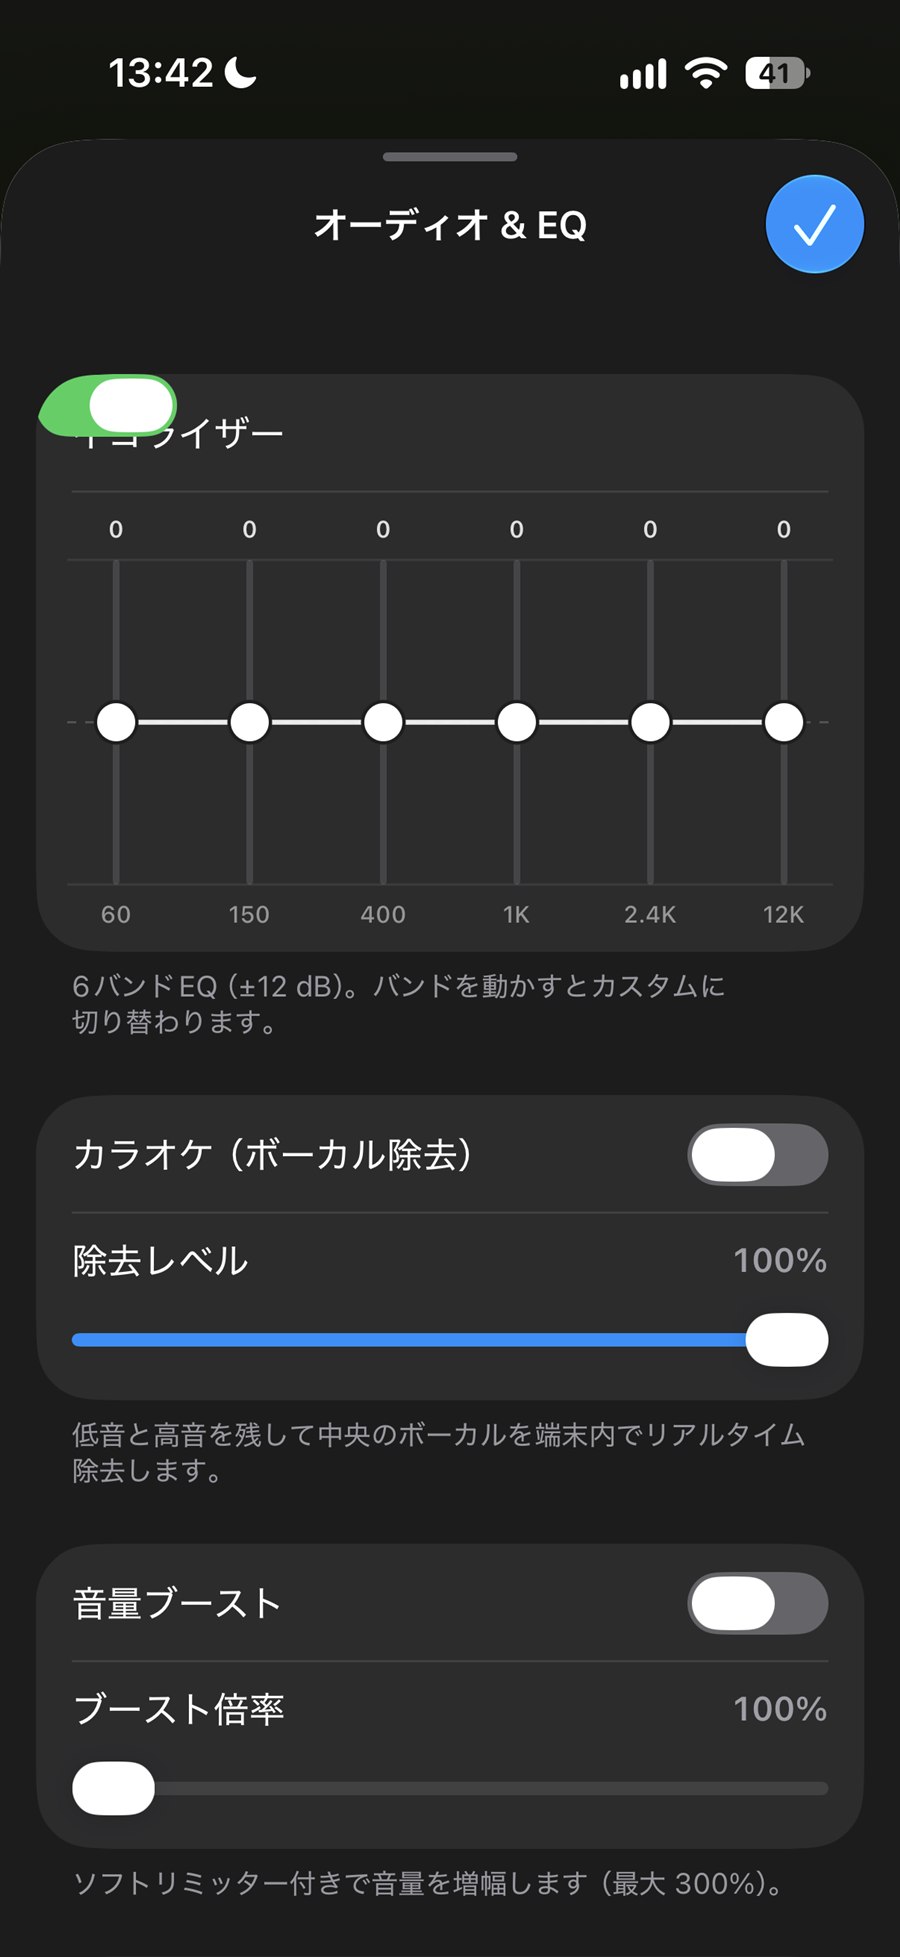 13:42
41
オーディオ & EQ
イコライザー
0 0 0 0 0 0
60 150 400 1K 2.4K 12K
6バンドEQ（±12 dB）。バンドを動かすとカスタムに
切り替わります。
カラオケ（ボーカル除去）
除去レベル 100%
低音と高音を残して中央のボーカルを端末内でリアルタイム
除去します。
音量ブースト
ブースト倍率 100%
ソフトリミッター付きで音量を増幅します（最大 300%）。